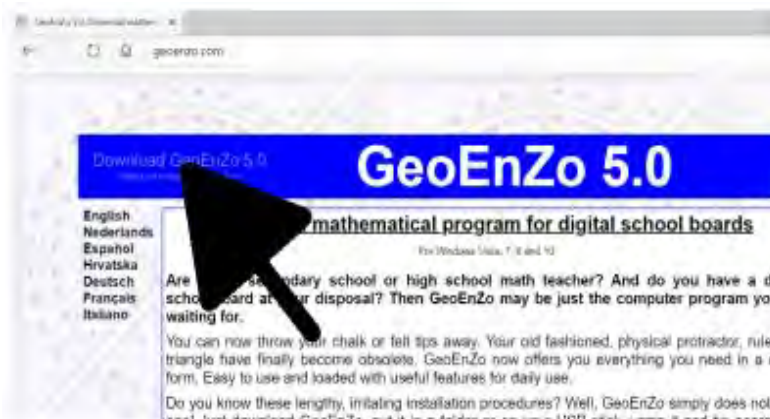 geoenzo.com
Download GeoEnZo 5.0
GeoEnZo 5.0
English
Nederlands
Español
Hrvatska
Deutsch
Français
Italiano
mathematical program for digital school boards
For Windows Vista, 7, 8 and 10
Are secondary school or high school math teacher? And do you have a d
school board at your disposal? Then GeoEnZo may be just the computer program yo
waiting for.
You can now throw your chalk or felt tips away. Your old fashioned, physical protractor, rule
triangle have finally become obsolete. GeoEnZo now offers you everything you need in a
form. Easy to use and loaded with useful features for daily use.
Do you know these lengthy, irritating installation procedures? Well, GeoEnZo simply does not